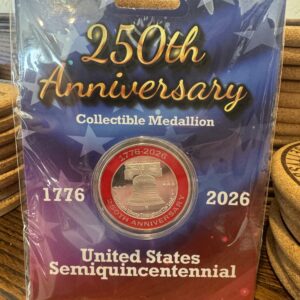 250th
Anniversary
Collectible Medallion
1776-2026
1776
2026
250TH ANNIVERSARY
United States
Semiquincentennial